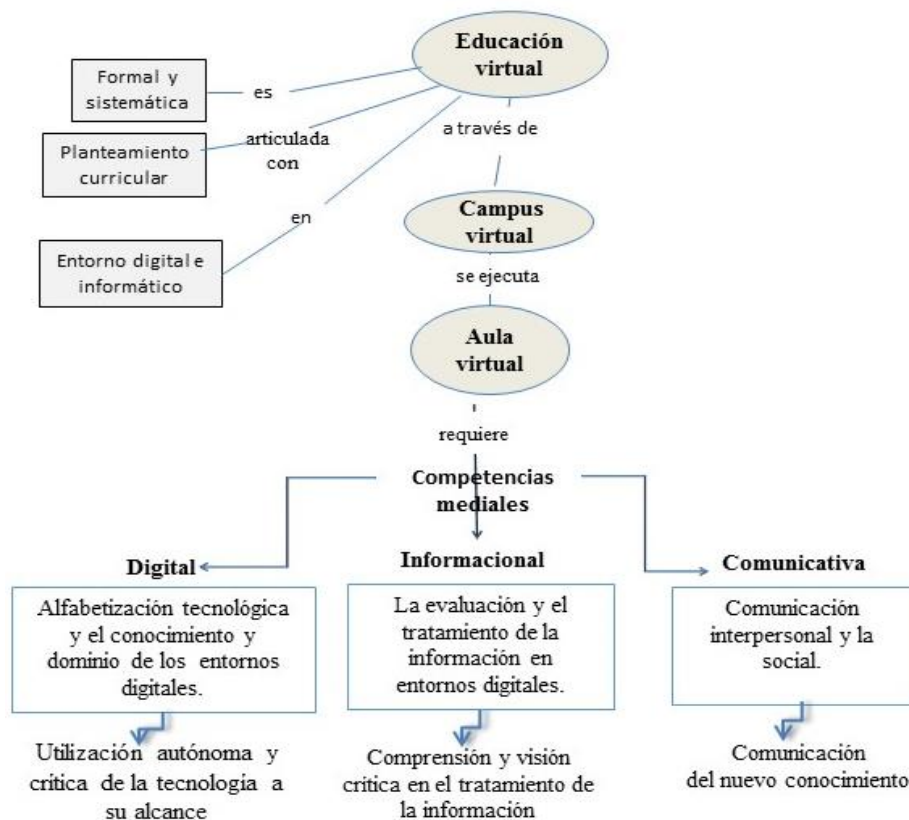 Educación
virtual
Formal y
sistemática
es
a través de
articulada
con
Planteamiento
curricular
en
Campus
virtual
Entorno digital e
informático
se ejecuta
Aula
virtual
requiere
Competencias
mediales
Digital
Informacional
Comunicativa
Alfabetización tecnológica
y el conocimiento y
dominio de los entornos
digitales.
La evaluación y el
tratamiento de la
información en
entornos digitales.
Comunicación
interpersonal y la
social.
Utilización autónoma y
critica de la tecnología a
su alcance
Comprensión y visión
critica en el tratamiento de
la información
Comunicación
del nuevo conocimiento